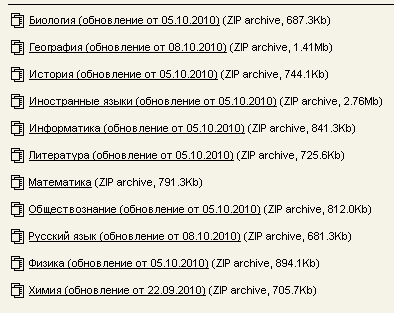 Биология (обновление от 05.10.2010) (ZIP archive, 687.3Kb)
География (обновление от 08.10.2010) (ZIP archive, 1.41Mb)
История (обновление от 05.10.2010) (ZIP archive, 744.1Kb)
Иностранные языки (обновление от 05.10.2010) (ZIP archive, 2.76Mb)
Информатика (обновление от 05.10.2010) (ZIP archive, 841.3Kb)
Литература (обновление от 05.10.2010) (ZIP archive, 725.6Kb)
Математика (ZIP archive, 791.3Kb)
Обществознание (обновление от 05.10.2010) (ZIP archive, 812.0Kb)
Русский язык (обновление от 08.10.2010) (ZIP archive, 681.3Kb)
Физика (обновление от 05.10.2010) (ZIP archive, 894.1Kb)
Химия (обновление от 22.09.2010) (ZIP archive, 705.7Kb)